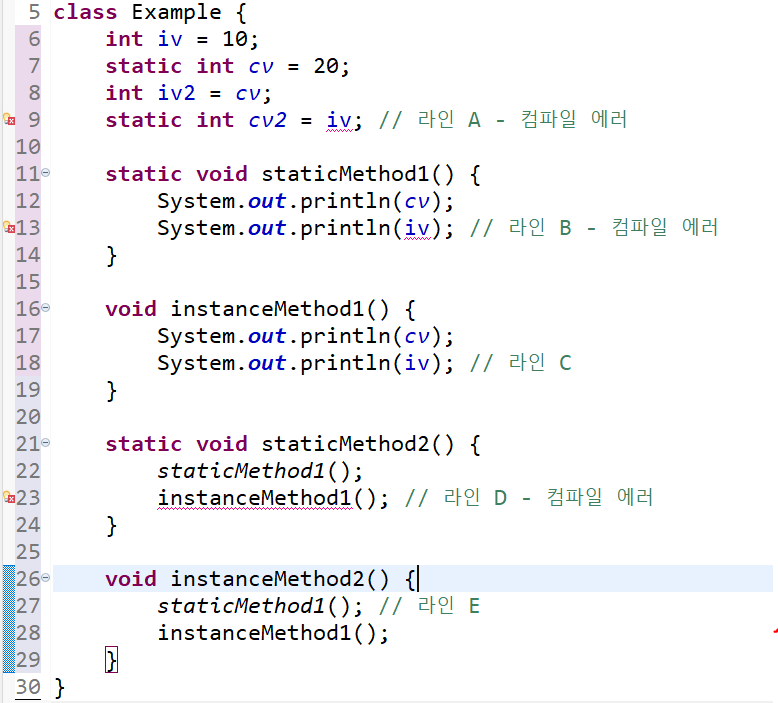 5 class Example {
6 int iv = 10;
7 static int cv = 20;
8 int iv2 = cv;
9 static int cv2 = iv; // 라인 A - 컴파일 에러
10
11 static void staticMethod1() {
12 System.out.println(cv);
13 System.out.println(iv); // 라인 B - 컴파일 에러
14 }
15
16 void instanceMethod1() {
17 System.out.println(cv);
18 System.out.println(iv); // 라인 C
19 }
20
21 static void staticMethod2() {
22 staticMethod1();
23 instanceMethod1(); // 라인 D - 컴파일 에러
24 }
25
26 void instanceMethod2() {
27 staticMethod1(); // 라인 E
28 instanceMethod1();
29 }
30 }